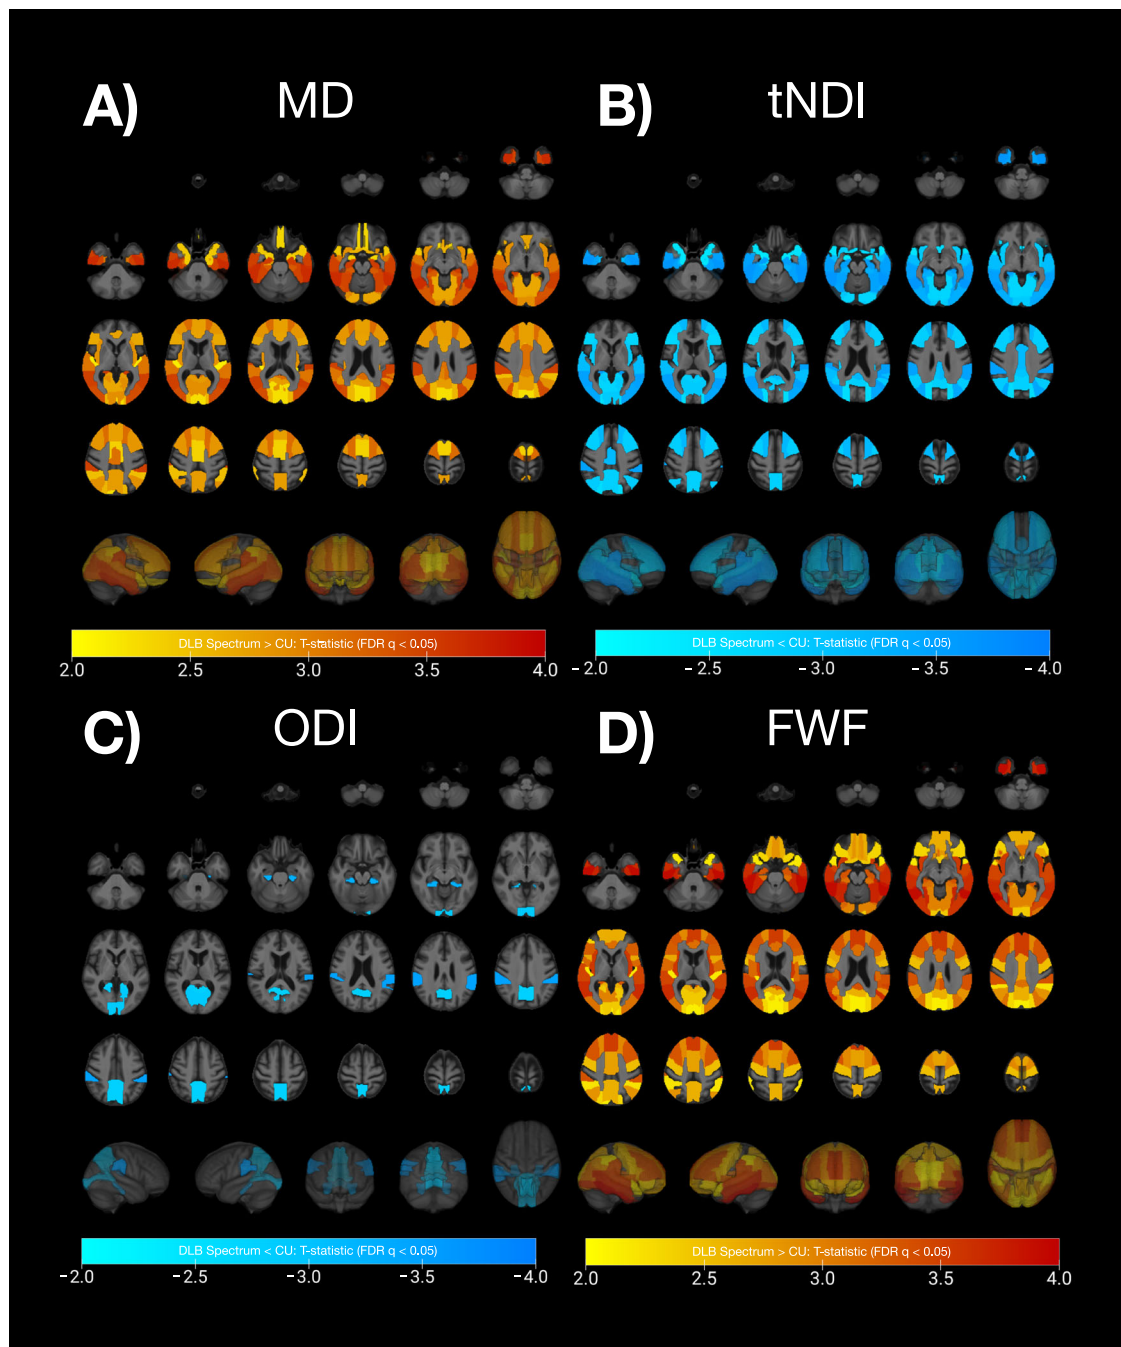 A) MD
B) tNDI
DLB Spectrum > CU: T-statistic (FDR q < 0.05)
2.0 2.5 3.0 3.5 4.0
DLB Spectrum < CU: T-statistic (FDR q < 0.05)
-2.0 -2.5 -3.0 -3.5 -4.0
C) ODI
D) FWF
DLB Spectrum < CU: T-statistic (FDR q < 0.05)
-2.0 -2.5 -3.0 -3.5 -4.0
DLB Spectrum > CU: T-statistic (FDR q < 0.05)
2.0 2.5 3.0 3.5 4.0